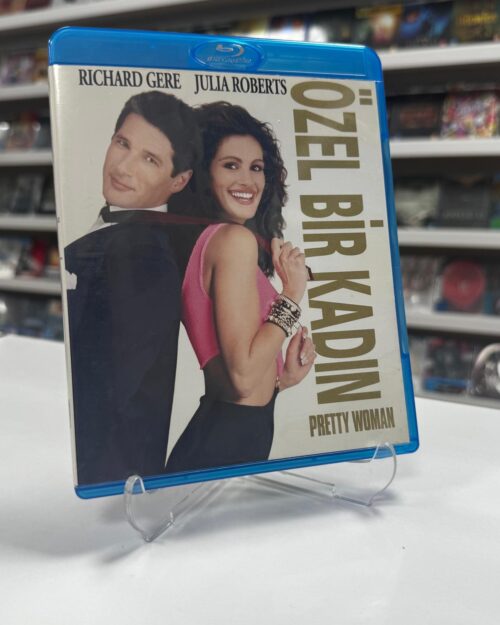 RICHARD GERE JULIA ROBERTS
ÖZEL BİR KADIN
PRETTY WOMAN